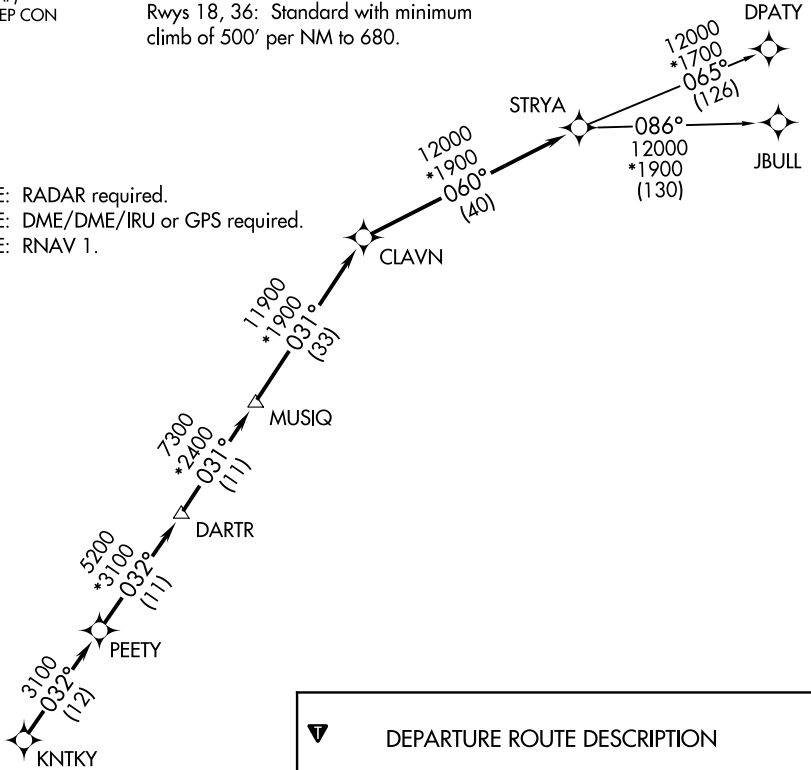 EP CON
Rwys 18, 36: Standard with minimum
climb of 500' per NM to 680.
DPATY
12000
*1700
065°
(126)
STRYA
086°
12000
*1900
(130)
JBULL
12000
*1900
060°
(40)
E: RADAR required.
E: DME/DME/IRU or GPS required.
E: RNAV 1.
CLAVN
11900
*1900
031°
(33)
MUSIQ
7300
*2400
031°
(11)
DARTR
5200
*3100
032°
(11)
PEETY
3100
032°
(12)
KNTKY
T DEPARTURE ROUTE DESCRIPTION